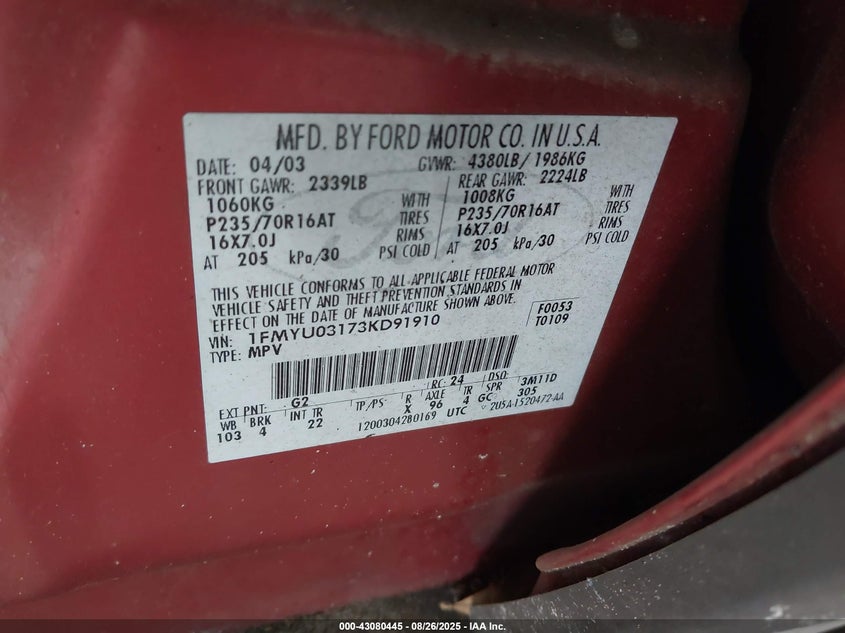 MFD. BY FORD MOTOR CO. IN U.S.A.
DATE: 04/03 GVWR: 4380LB/ 1986KG
FRONT GAWR: 2339LB REAR GAWR: 2224LB
1060KG WITH 1008KG WITH
P235/70R16AT TIRES P235/70R16AT TIRES
16X7.0J RIMS 16X7.0J RIMS
AT 205 kPa/30 PSI COLD AT 205 kPa/30 PSI COLD
THIS VEHICLE CONFORMS TO ALL APPLICABLE FEDERAL MOTOR
VEHICLE SAFETY AND THEFT PREVENTION STANDARDS IN
EFFECT ON THE DATE OF MANUFACTURE SHOWN ABOVE.
VIN: 1FMYU03173KD91910 F0053
TYPE: MPV T0109
EXT PNT: G2 RC: 24 DSO: 3M11D
WB BRK INT TR TP/PS R AXLE TR SPR
103 4 22 X 96 4 GC 305
1200304280169 UTC 2U5A-1520472-AA
000-43080445 - 08/26/2025 - IAA Inc.